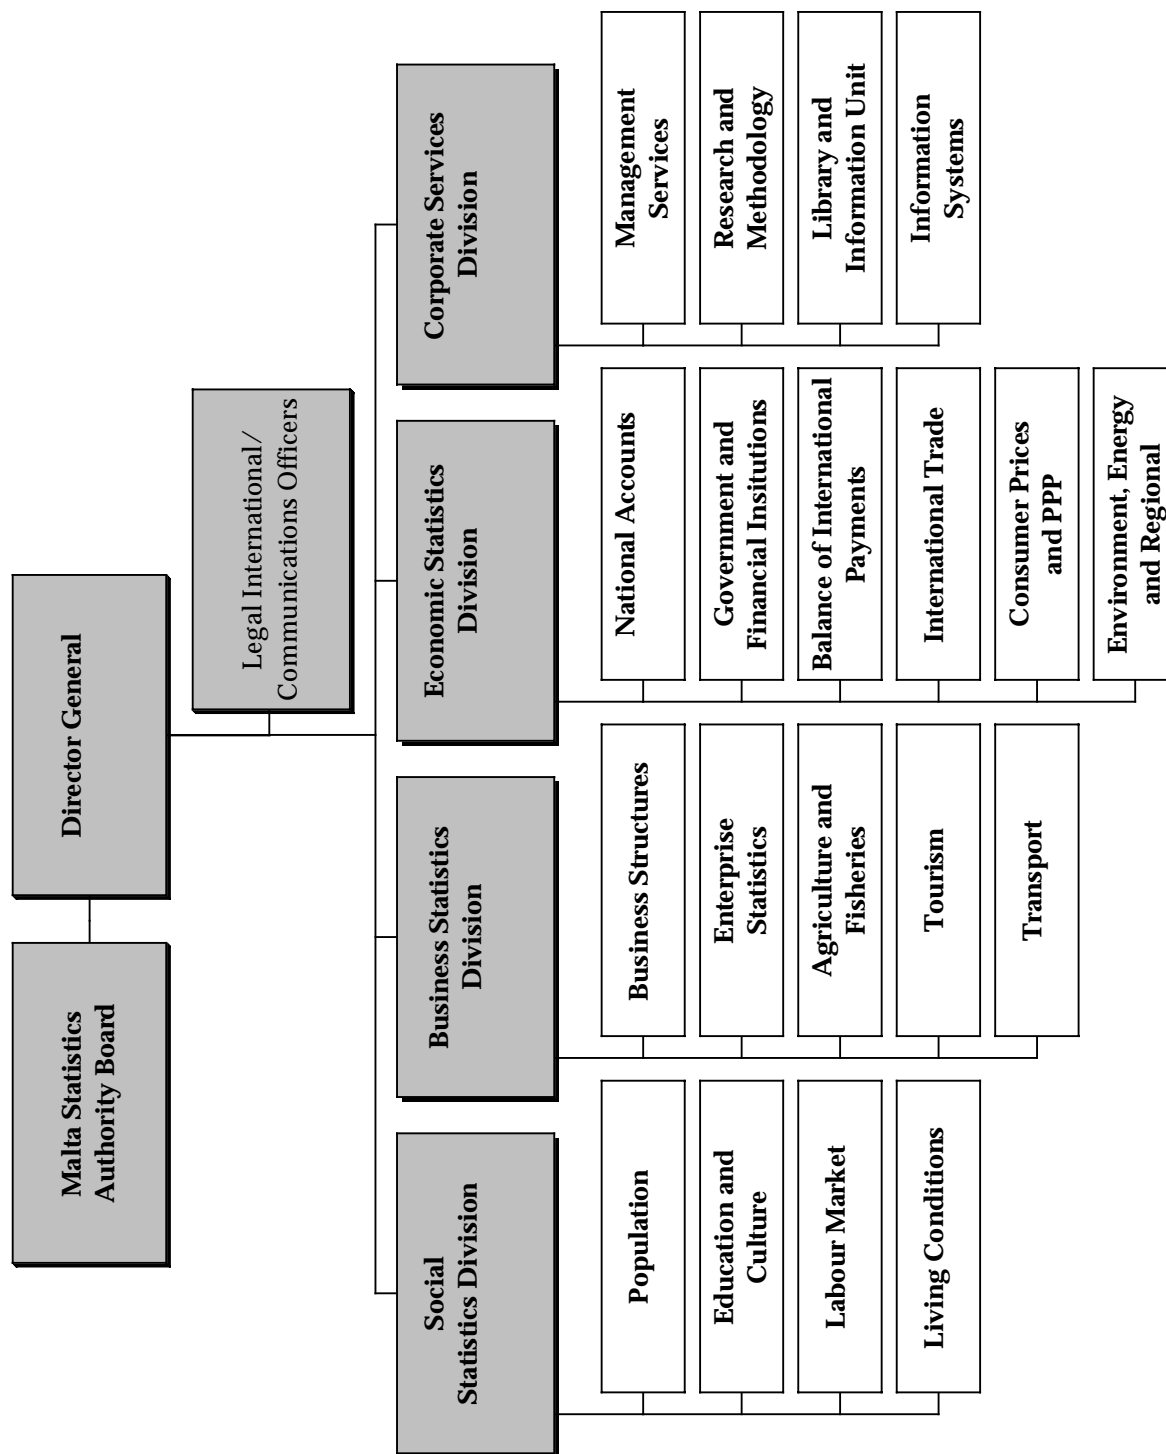 Malta Statistics
Authority Board
Director General
Legal International/
Communications Officers
Social
Statistics Division
Business Statistics
Division
Economic Statistics
Division
Corporate Services
Division
Population
Education and
Culture
Labour Market
Living Conditions
Business Structures
Enterprise
Statistics
Agriculture and
Fisheries
Tourism
Transport
National Accounts
Government and
Financial Insitutions
Balance of International
Payments
International Trade
Consumer Prices
and PPP
Environment, Energy
and Regional
Management
Services
Research and
Methodology
Library and
Information Unit
Information
Systems